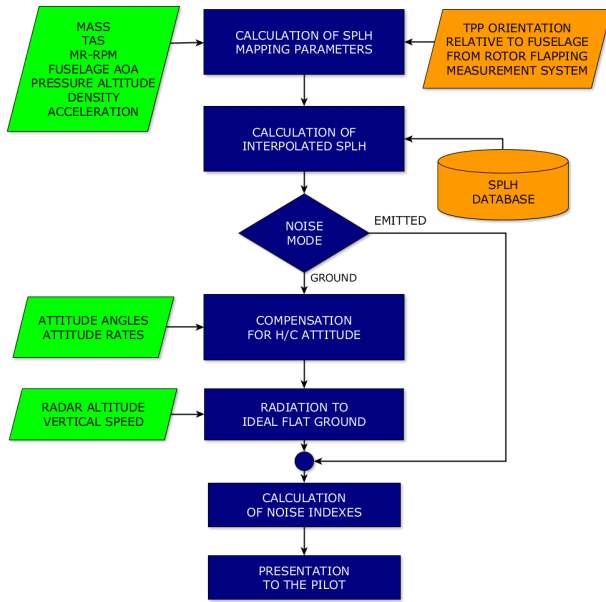 MASS
TAS
MR-RPM
FUSELAGE AOA
PRESSURE ALTITUDE
DENSITY
ACCELERATION
CALCULATION OF SPLH
MAPPING PARAMETERS
TPP ORIENTATION
RELATIVE TO FUSELAGE
FROM ROTOR FLAPPING
MEASUREMENT SYSTEM
CALCULATION OF
INTERPOLATED SPLH
SPLH
DATABASE
NOISE
MODE
EMITTED
GROUND
ATTITUDE ANGLES
ATTITUDE RATES
COMPENSATION
FOR H/C ATTITUDE
RADAR ALTITUDE
VERTICAL SPEED
RADIATION TO
IDEAL FLAT GROUND
CALCULATION
OF NOISE INDEXES
PRESENTATION
TO THE PILOT